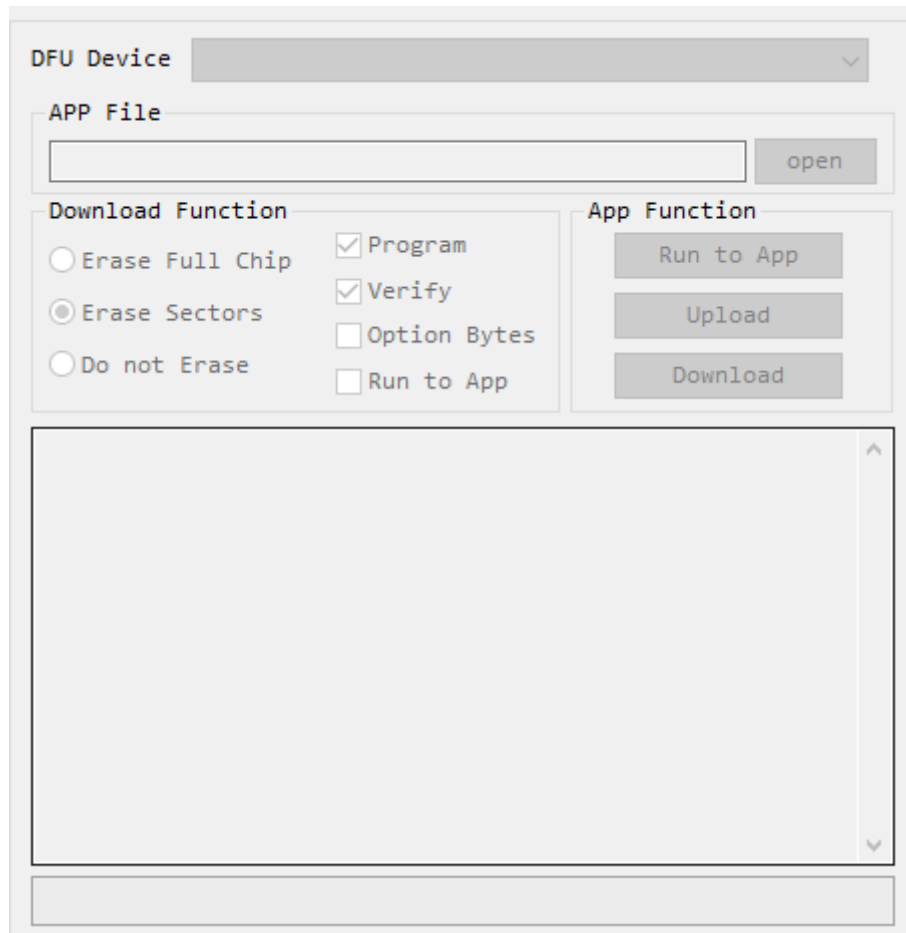 DFU Device
APP File
open
Download Function
Erase Full Chip
Erase Sectors
Do not Erase
Program
Verify
Option Bytes
Run to App
App Function
Run to App
Upload
Download